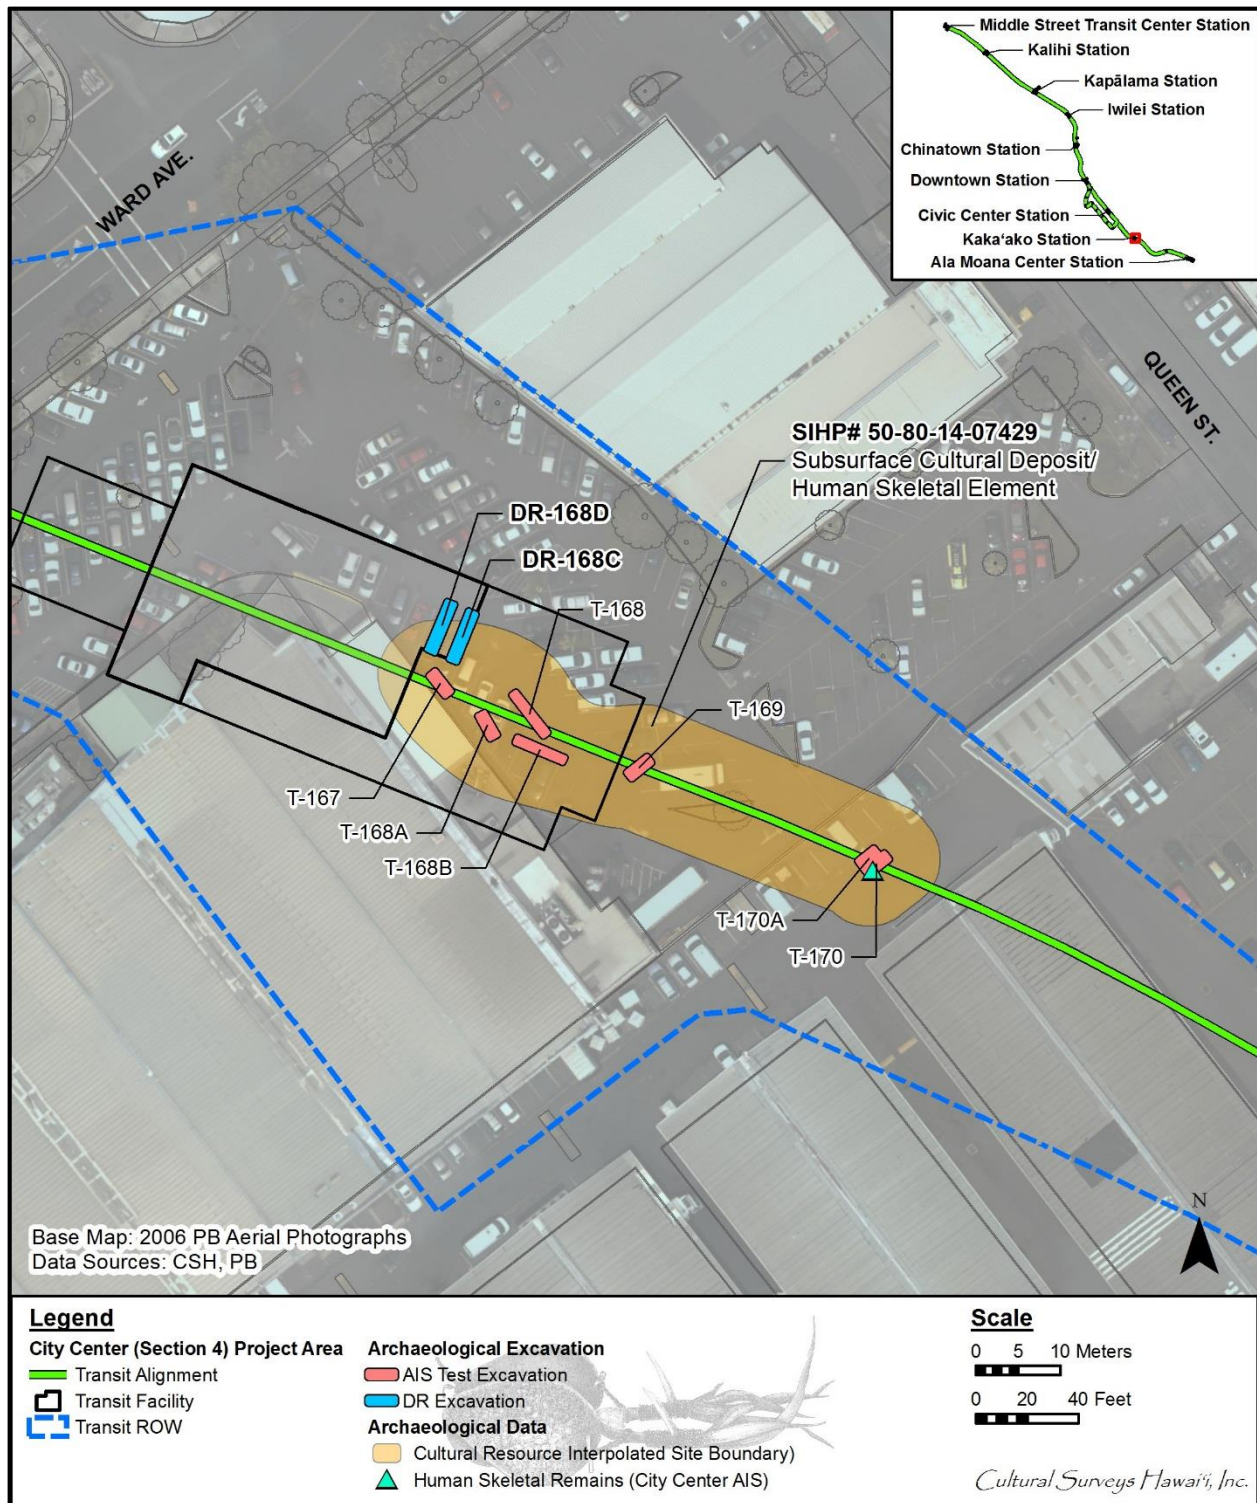 Middle Street Transit Center Station
Kalihi Station
Kapālama Station
Iwilei Station
Chinatown Station
Downtown Station
Civic Center Station
Kaka‘ako Station
Ala Moana Center Station
WARD AVE.
QUEEN ST.
SIHP# 50-80-14-07429
Subsurface Cultural Deposit/
Human Skeletal Element
DR-168D
DR-168C
T-168
T-169
T-167
T-168A
T-168B
T-170A
T-170
Base Map: 2006 PB Aerial Photographs
Data Sources: CSH, PB
N
Legend
City Center (Section 4) Project Area
Transit Alignment
Transit Facility
Transit ROW
Archaeological Excavation
AIS Test Excavation
DR Excavation
Archaeological Data
Cultural Resource Interpolated Site Boundary)
Human Skeletal Remains (City Center AIS)
Scale
0 5 10 Meters
0 20 40 Feet
Cultural Surveys Hawai‘i, Inc.